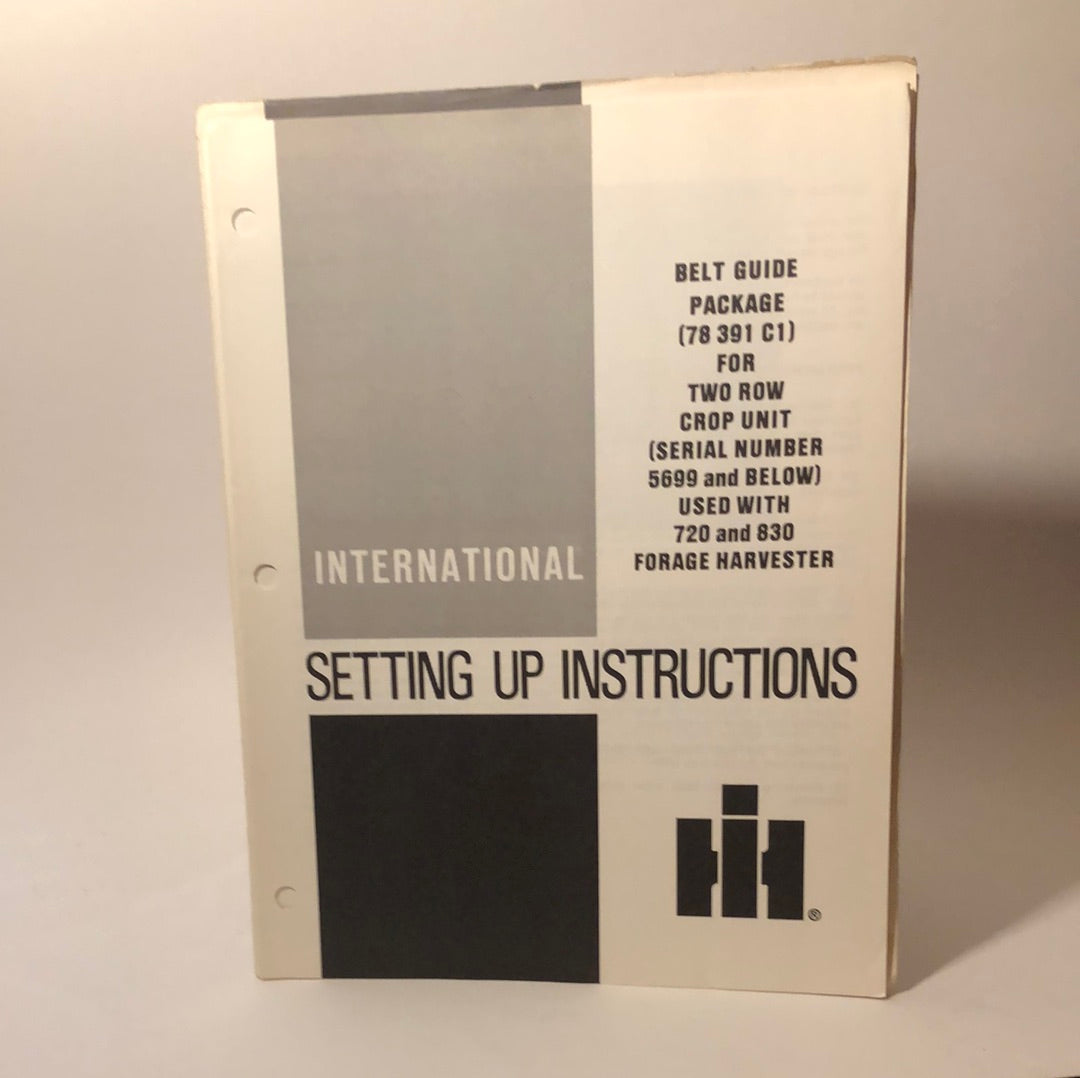 BELT GUIDE
PACKAGE
(78 391 C1)
FOR
TWO ROW
CROP UNIT
(SERIAL NUMBER
5699 and BELOW)
USED WITH
720 and 830
FORAGE HARVESTER
INTERNATIONAL
SETTING UP INSTRUCTIONS
IH®